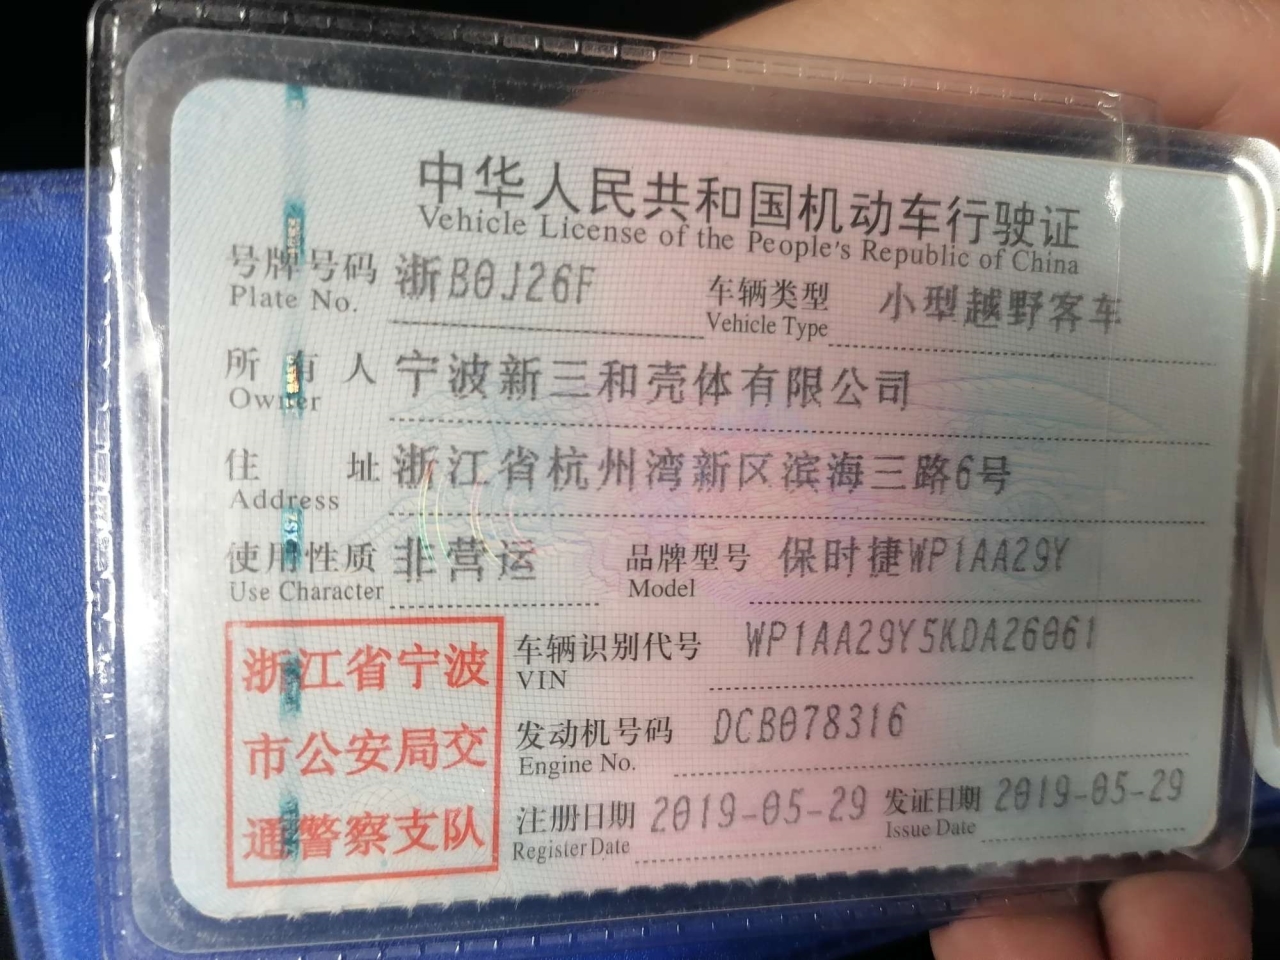 中华人民共和国机动车行驶证
Vehicle License of the People's Republic of China
号牌号码 浙B0J26F 车辆类型 小型越野客车
Plate No. Vehicle Type
所有人 宁波新三和壳体有限公司
Owner
住址 浙江省杭州湾新区滨海三路6号
Address
使用性质 非营运 品牌型号 保时捷WP1AA29Y
Use Character Model
浙江省宁波
市公安局交
通警察支队
车辆识别代号 WP1AA29Y5KDA26061
VIN
发动机号码 DCB078316
Engine No.
注册日期 2019-05-29 发证日期 2019-05-29
Register Date Issue Date